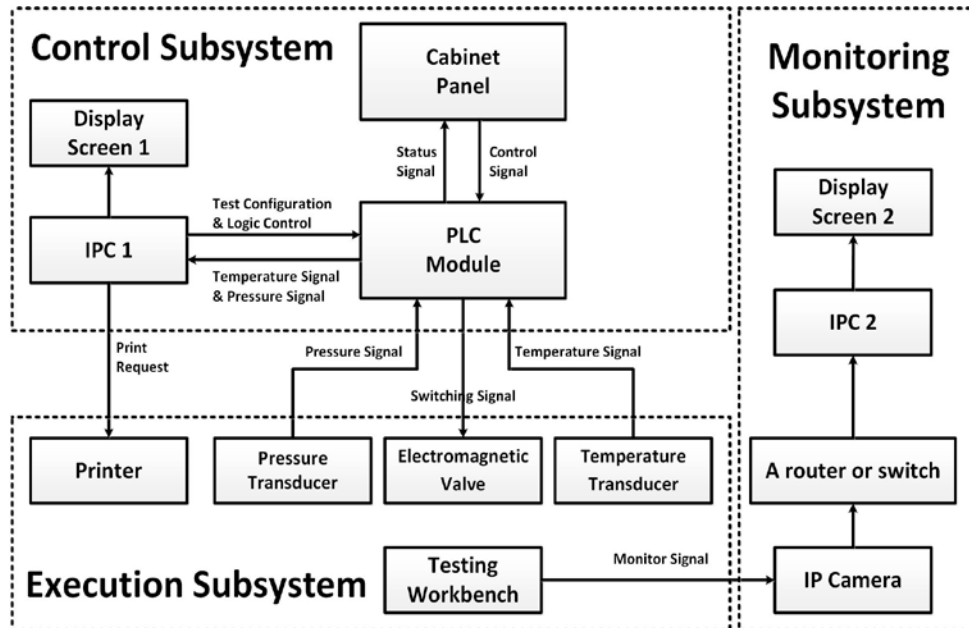 Control Subsystem
Cabinet
Panel
Monitoring
Subsystem
Display
Screen 1
Status
Signal
Control
Signal
Display
Screen 2
Test Configuration
& Logic Control
IPC 1
PLC
Module
Temperature Signal
& Pressure Signal
IPC 2
Print
Request
Pressure Signal
Temperature Signal
Switching Signal
Printer
Pressure
Transducer
Electromagnetic
Valve
Temperature
Transducer
A router or switch
Execution Subsystem
Testing
Workbench
Monitor Signal
IP Camera